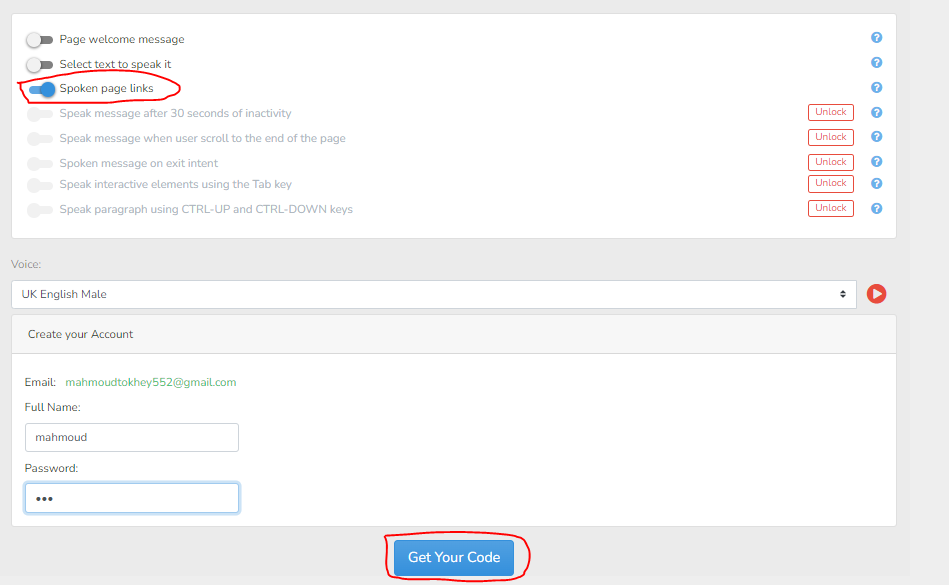 Page welcome message
Select text to speak it
Spoken page links
Speak message after 30 seconds of inactivity Unlock
Speak message when user scroll to the end of the page Unlock
Spoken message on exit intent Unlock
Speak interactive elements using the Tab key Unlock
Speak paragraph using CTRL-UP and CTRL-DOWN keys Unlock
Voice:
UK English Male
Create your Account
Email: mahmoudtokhey552@gmail.com
Full Name:
mahmoud
Password:
•••
Get Your Code